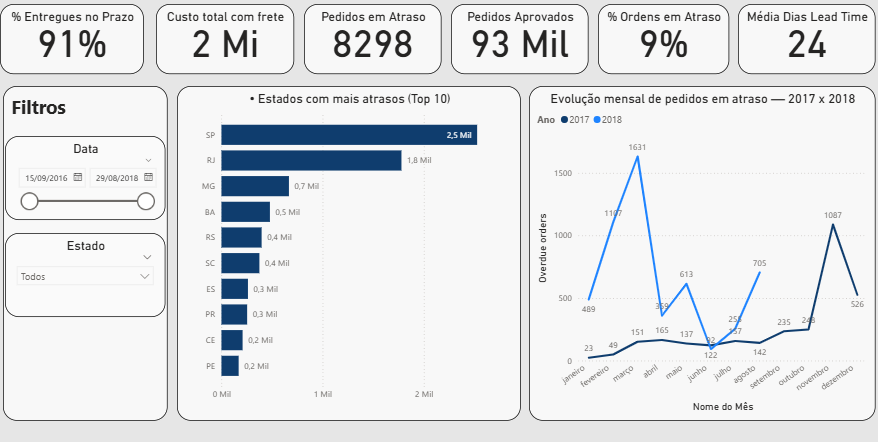 % Entregues no Prazo
91%
Custo total com frete
2 Mi
Pedidos em Atraso
8298
Pedidos Aprovados
93 Mil
% Ordens em Atraso
9%
Média Dias Lead Time
24
Filtros
Data
15/09/2016
29/08/2018
Estado
Todos
• Estados com mais atrasos (Top 10)
SP 2,5 Mil
RJ 1,8 Mil
MG 0,7 Mil
BA 0,5 Mil
RS 0,4 Mil
SC 0,4 Mil
ES 0,3 Mil
PR 0,3 Mil
CE 0,2 Mil
PE 0,2 Mil
0 Mil 1 Mil 2 Mil
Evolução mensal de pedidos em atraso — 2017 x 2018
Ano 2017 2018
Overdue orders
1500
1000
500
0
489
1107
1631
359
613
92
255
705
23
49
151
165
137
122
157
142
235
248
1087
526
janeiro
fevereiro
março
abril
maio
junho
julho
agosto
setembro
outubro
novembro
dezembro
Nome do Mês